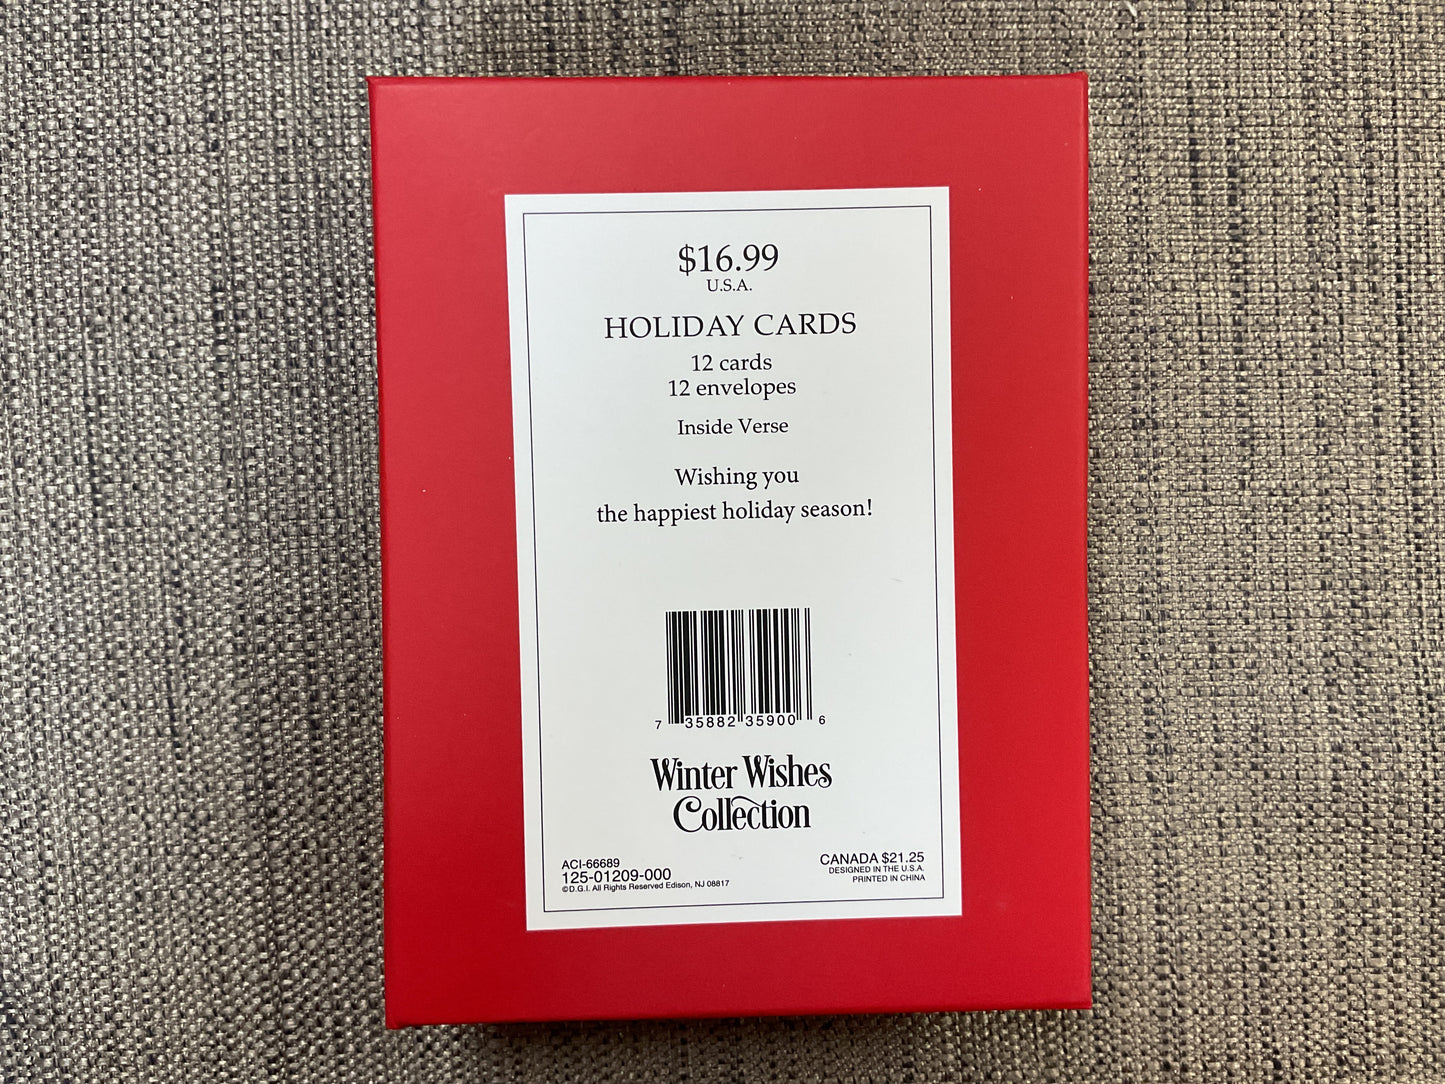 $16.99
U.S.A.
HOLIDAY CARDS
12 cards
12 envelopes
Inside Verse
Wishing you
the happiest holiday season!
7 35882 35900 6
Winter Wishes
Collection
ACI-66689
125-01209-000
©D.G.I. All Rights Reserved Edison, NJ 08817
CANADA $21.25
DESIGNED IN THE U.S.A.
PRINTED IN CHINA